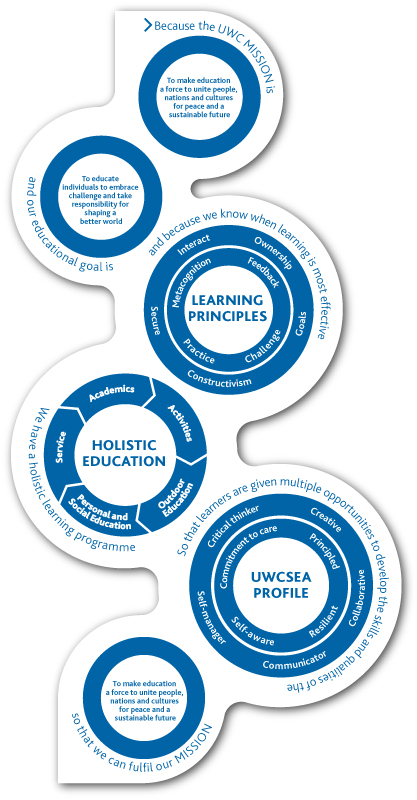 Because the UWC MISSION is
To make education
a force to unite people,
nations and cultures
for peace and a
sustainable future
and our educational goal is
To educate
individuals to embrace
challenge and take
responsibility for
shaping a
better world
and because we know when learning is most effective
Interact
Ownership
Goals
Constructivism
Secure
Metacognition
Feedback
Challenge
Practice
LEARNING
PRINCIPLES
We have a holistic learning programme
Academics
Activities
Outdoor
Education
Personal and
Social Education
Service
HOLISTIC
EDUCATION
So that learners are given multiple opportunities to develop the skills and qualities of the
Critical thinker
Creative
Collaborative
Communicator
Self-manager
Commitment to care
Principled
Resilient
Self-aware
UWCSEA
PROFILE
so that we can fulfil our MISSION
To make education
a force to unite people,
nations and cultures
for peace and a
sustainable future